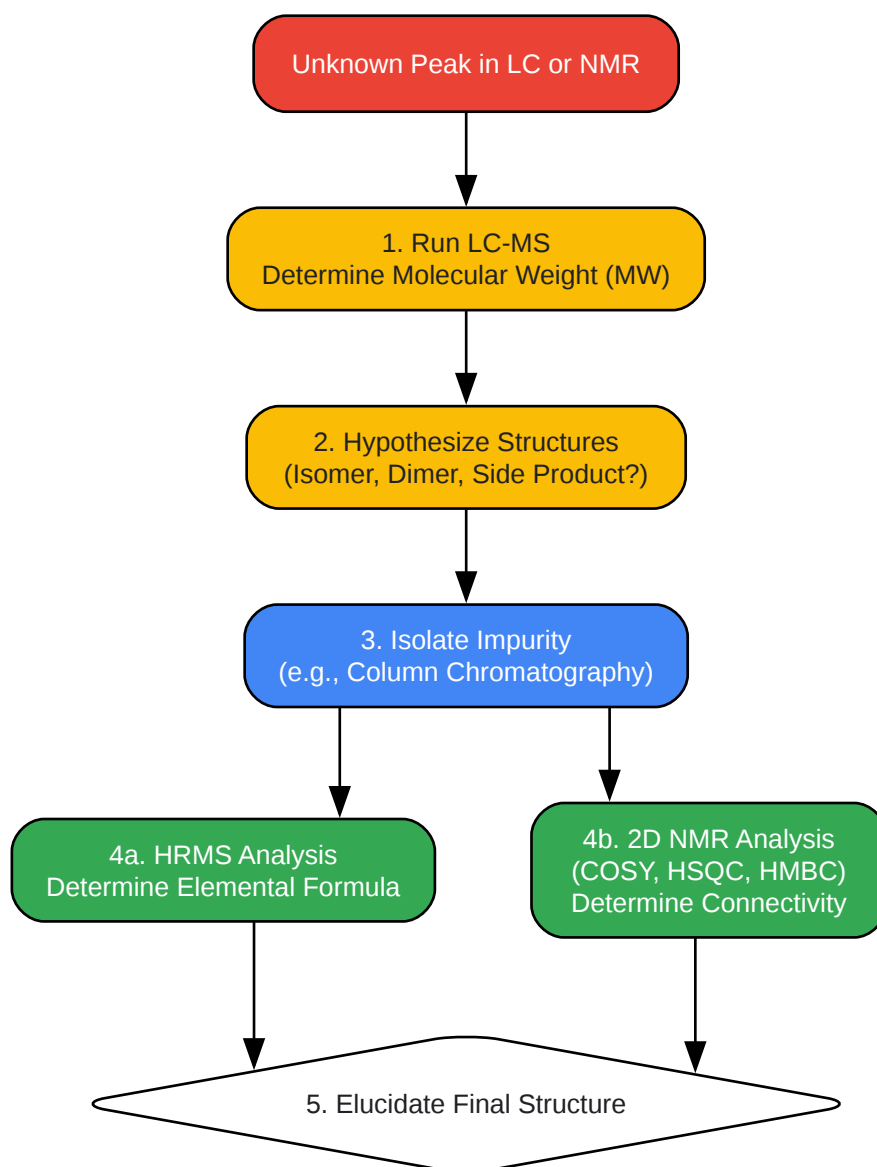 Unknown Peak in LC or NMR
1. Run LC-MS
Determine Molecular Weight (MW)
2. Hypothesize Structures
(Isomer, Dimer, Side Product?)
3. Isolate Impurity
(e.g., Column Chromatography)
4a. HRMS Analysis
Determine Elemental Formula
4b. 2D NMR Analysis
(COSY, HSQC, HMBC)
Determine Connectivity
5. Elucidate Final Structure